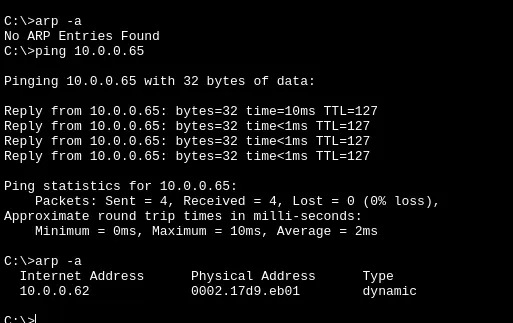 C:\>arp -a
No ARP Entries Found
C:\>ping 10.0.0.65
Pinging 10.0.0.65 with 32 bytes of data:
Reply from 10.0.0.65: bytes=32 time=10ms TTL=127
Reply from 10.0.0.65: bytes=32 time<1ms TTL=127
Reply from 10.0.0.65: bytes=32 time<1ms TTL=127
Reply from 10.0.0.65: bytes=32 time<1ms TTL=127
Ping statistics for 10.0.0.65:
Packets: Sent = 4, Received = 4, Lost = 0 (0% loss),
Approximate round trip times in milli-seconds:
Minimum = 0ms, Maximum = 10ms, Average = 2ms
C:\>arp -a
Internet Address Physical Address Type
10.0.0.62 0002.17d9.eb01 dynamic
C:\>